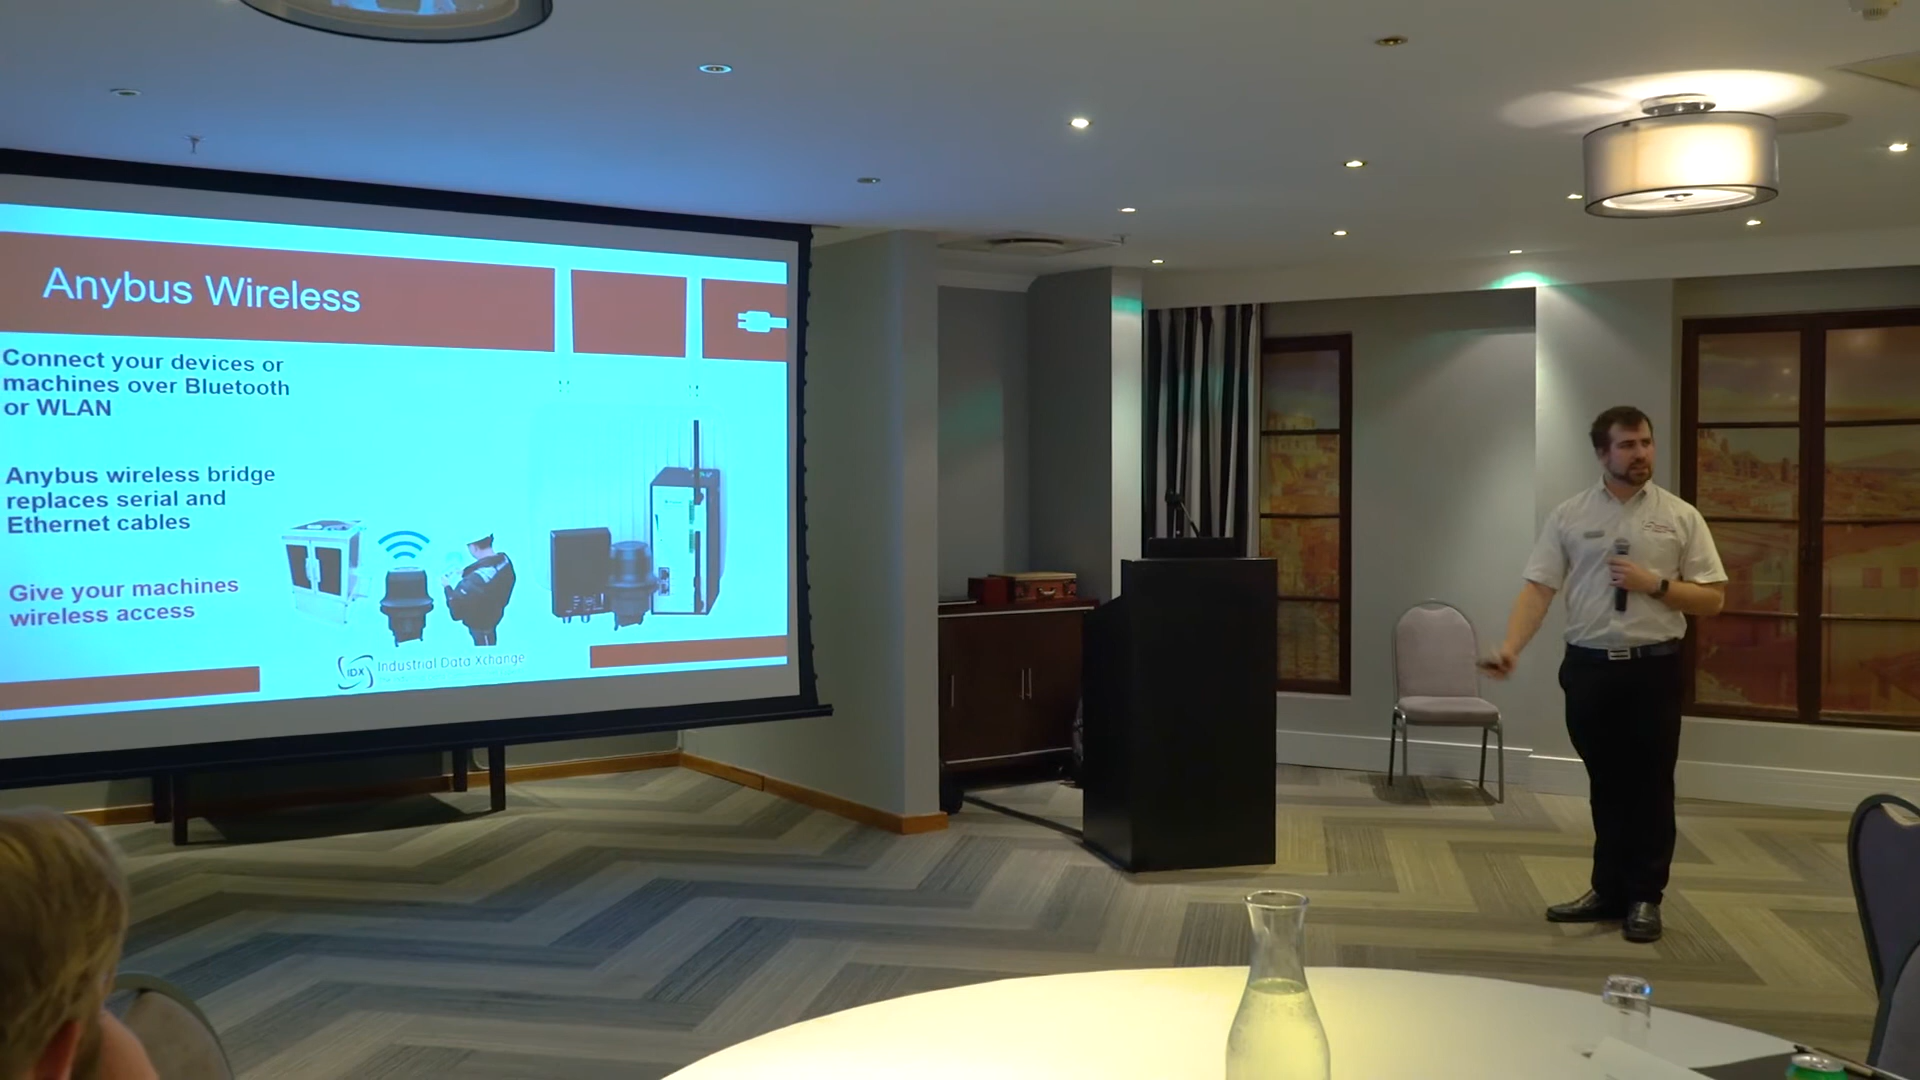 Anybus Wireless
Connect your devices or
machines over Bluetooth
or WLAN
Anybus wireless bridge
replaces serial and
Ethernet cables
Give your machines
wireless access
IDX
Industrial Data Xchange